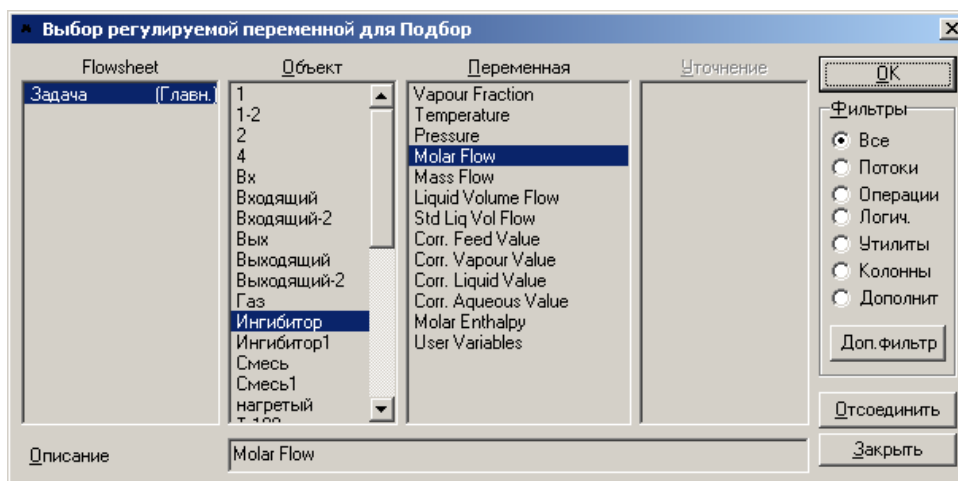 Выбор регулируемой переменной для Подбор
Flowsheet
Объект
Переменная
Уточнение
Задача (Главн.)
1
1-2
2
4
Вх
Входящий
Входящий-2
Вых
Выходящий
Выходящий-2
Газ
Ингибитор
Ингибитор1
Смесь
Смесь1
нагретый
Vapour Fraction
Temperature
Pressure
Molar Flow
Mass Flow
Liquid Volume Flow
Std Liq Vol Flow
Corr. Feed Value
Corr. Vapour Value
Corr. Liquid Value
Corr. Aqueous Value
Molar Enthalpy
User Variables
OK
Фильтры
Все
Потоки
Операции
Логич.
Утилиты
Колонны
Дополнит
Доп.фильтр
Отсоединить
Закрыть
Описание
Molar Flow